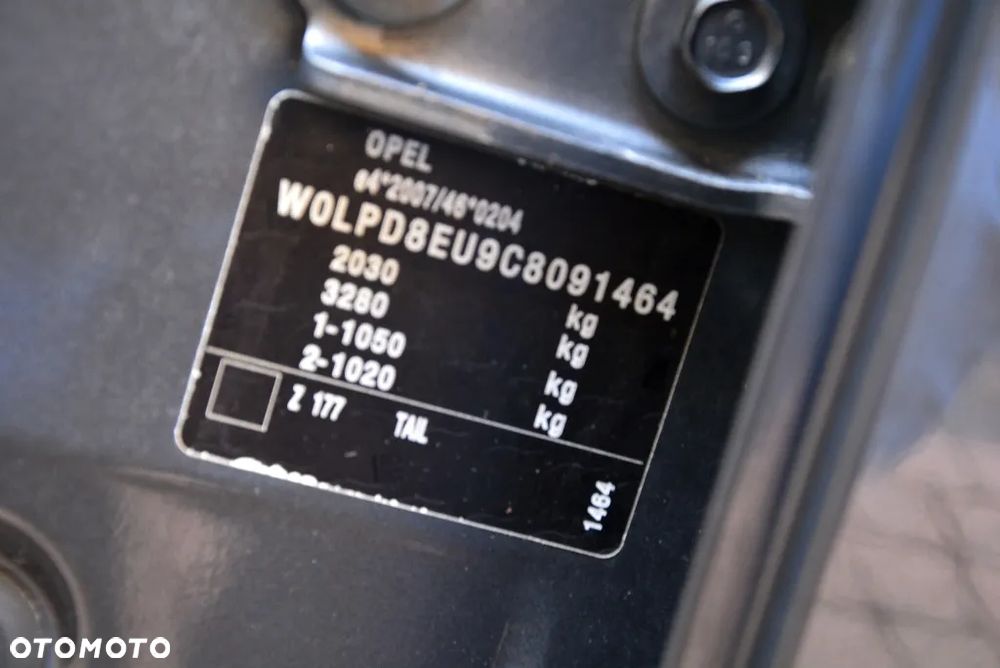 OPEL
e4*2007/46*0204
W0LPD8EU9C8091464
2030 kg
3280 kg
1-1050 kg
2-1020 kg
Z 177 TAIL
1464
OTOMOTO